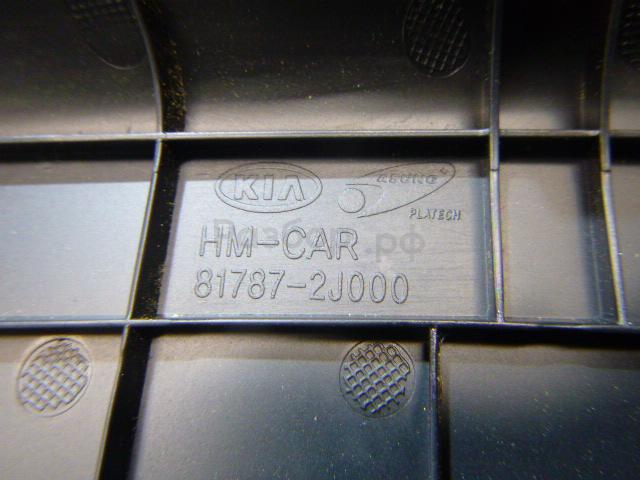 KIA
PLATECH
HM-CAR
81787-2J000